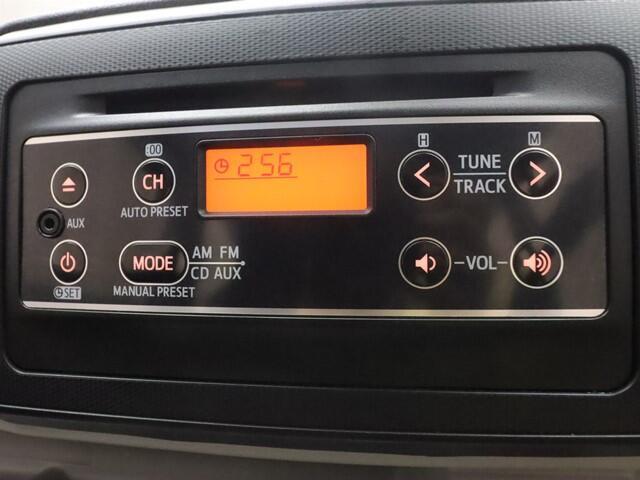 :00
H
M
CH
2 56
TUNE
TRACK
AUX
AUTO PRESET
MODE
AM FM
CD AUX
VOL
SET
MANUAL PRESET